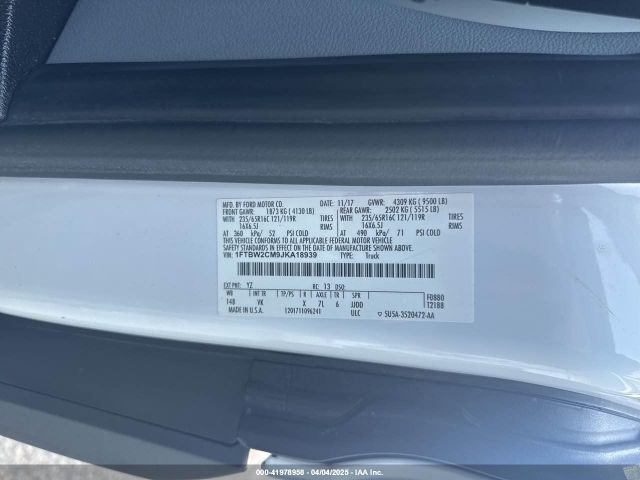 MFD. BY FORD MOTOR CO. DATE: 11/17 GVWR: 4309 KG ( 9500 LB)
FRONT GAWR: 1873 KG ( 4130 LB) REAR GAWR: 2502 KG ( 5515 LB)
WITH 235/65R16C 121/119R TIRES WITH 235/65R16C 121/119R TIRES
16X6.5J RIMS 16X6.5J RIMS
AT 360 kPa/ 52 PSI COLD AT 490 kPa/ 71 PSI COLD
THIS VEHICLE CONFORMS TO ALL APPLICABLE FEDERAL MOTOR VEHICLE
SAFETY STANDARDS IN EFFECT ON THE DATE OF MANUFACTURE SHOWN ABOVE.
VIN: 1FTBW2CM9JKA18939 TYPE: Truck
EXT PNT: YZ RC: 13 DSO:
WB INT TR TP/PS R AXLE TR SPR F0880
148 VK X 7L 6 JJDD 12188
MADE IN U.S.A. 1201711096241 ULC 5U5A-3520472-AA
000-41978958 - 04/04/2025 - IAA Inc.